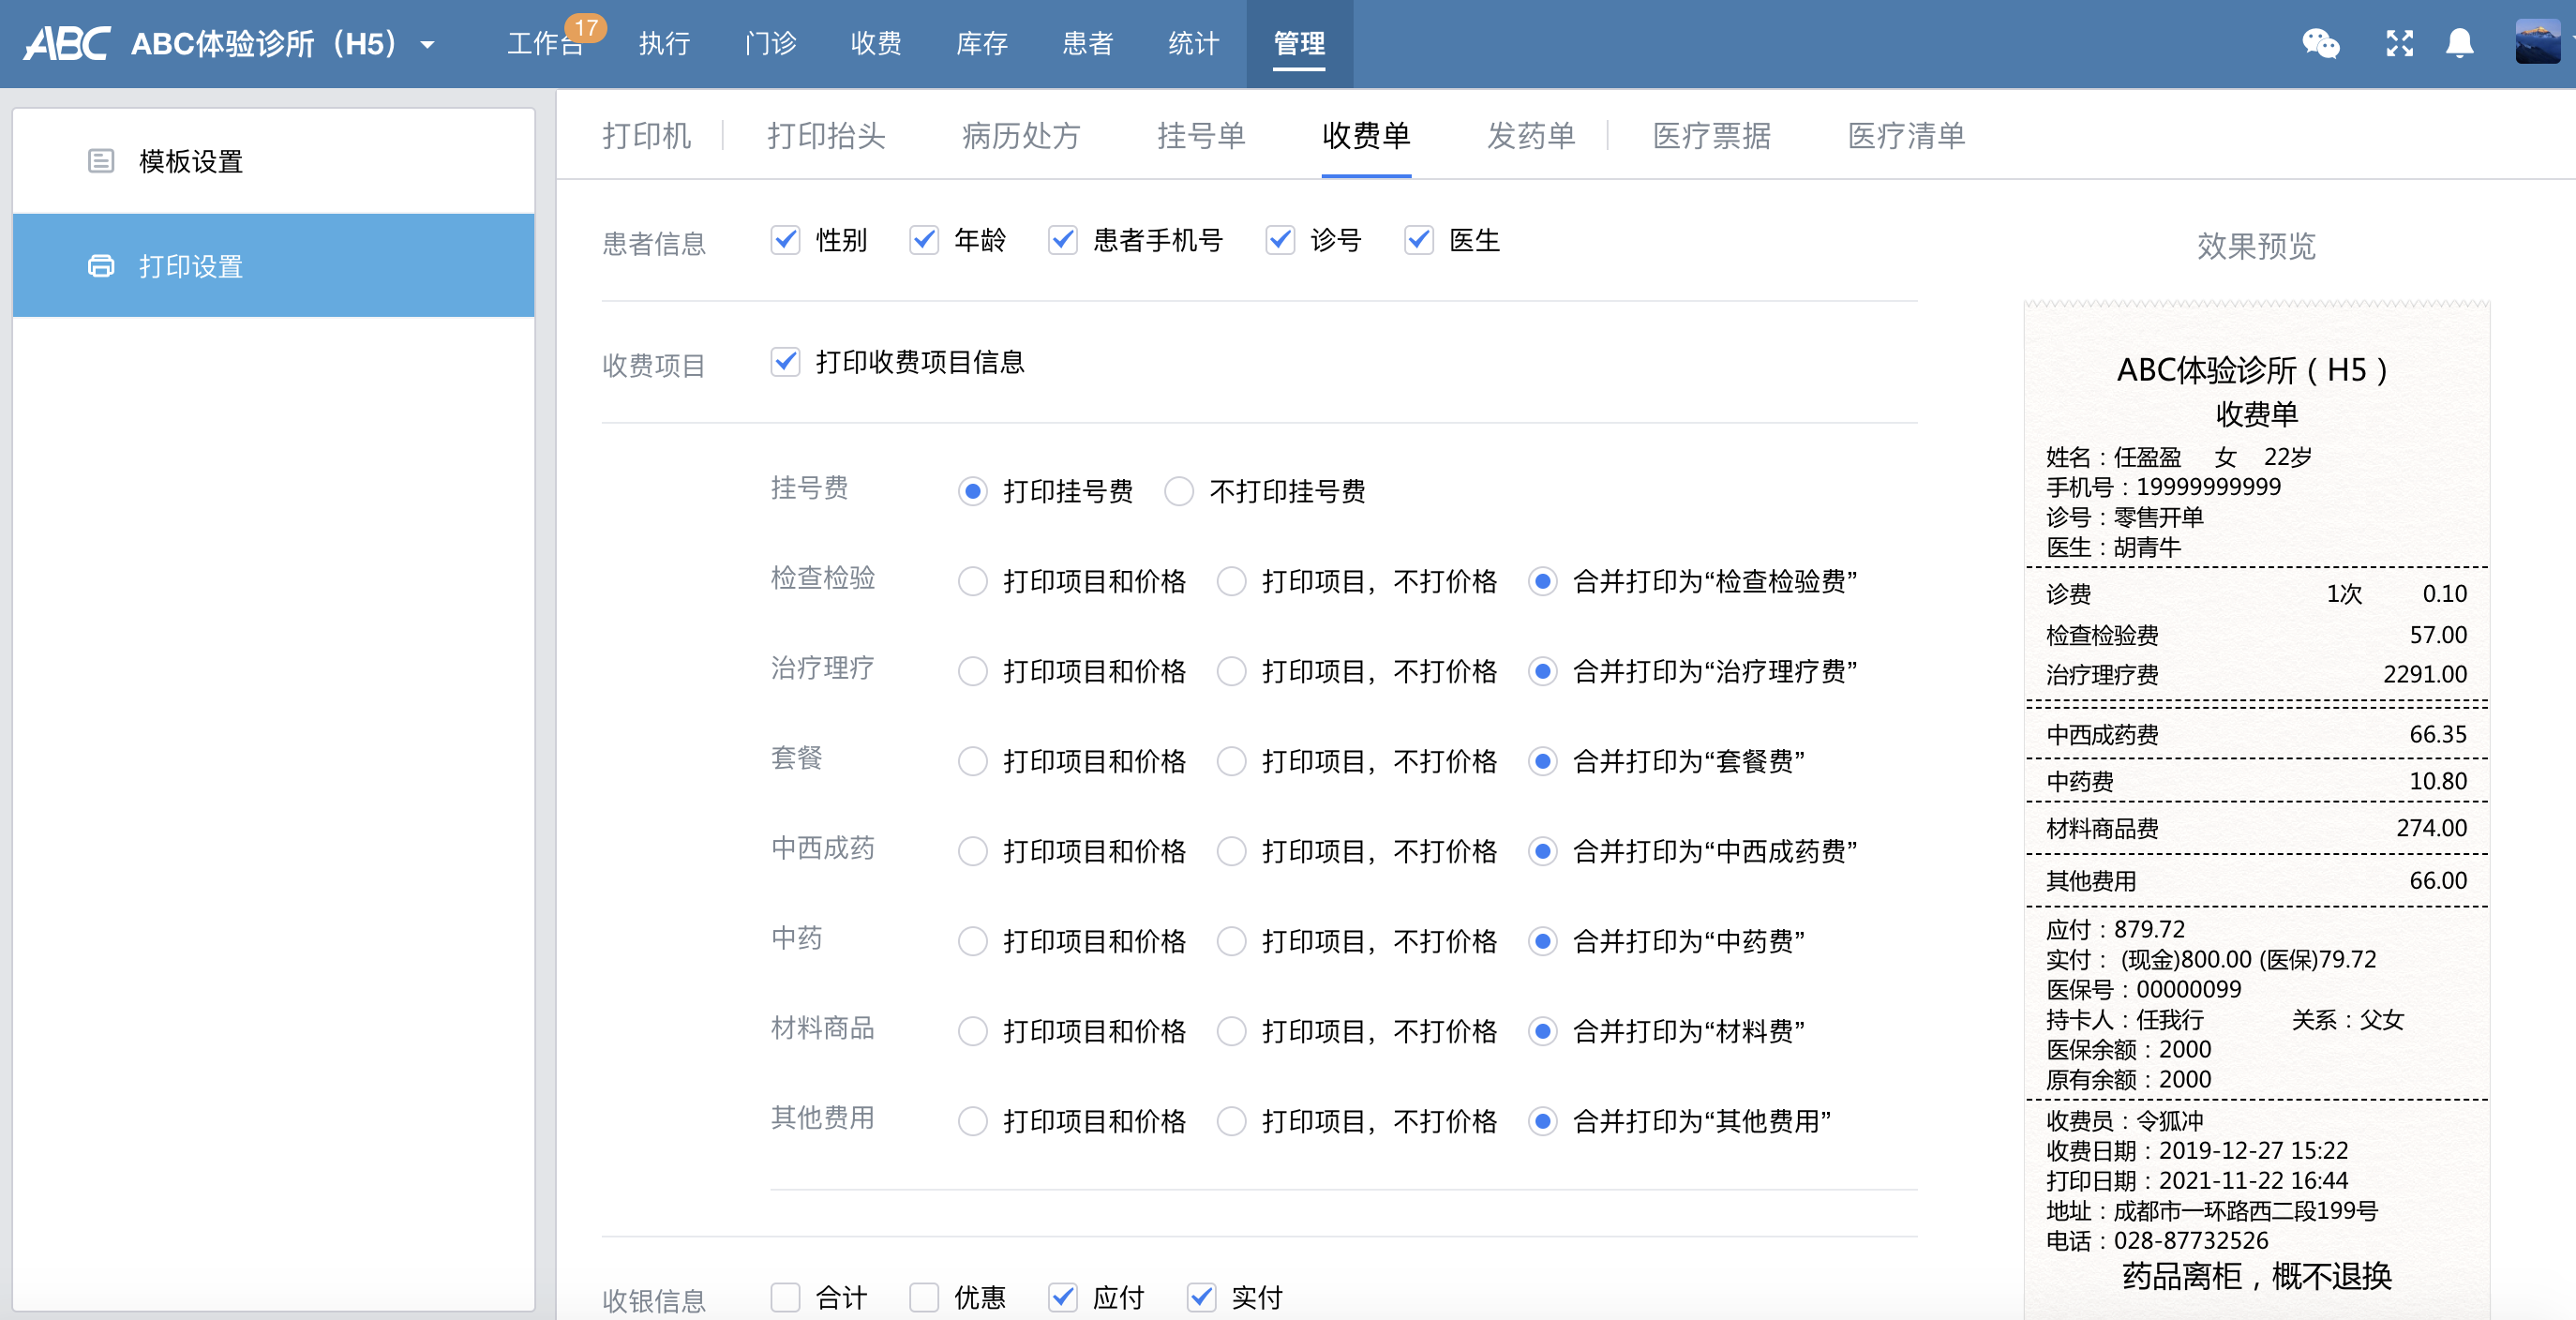 ABC ABC体验诊所（H5） 工作台 17 执行 门诊 收费 库存 患者 统计 管理
模板设置
打印设置
打印机 打印抬头 病历处方 挂号单 收费单 发药单 医疗票据 医疗清单
患者信息 性别 年龄 患者手机号 诊号 医生
收费项目 打印收费项目信息
挂号费 打印挂号费 不打印挂号费
检查检验 打印项目和价格 打印项目，不打价格 合并打印为“检查检验费”
治疗理疗 打印项目和价格 打印项目，不打价格 合并打印为“治疗理疗费”
套餐 打印项目和价格 打印项目，不打价格 合并打印为“套餐费”
中西成药 打印项目和价格 打印项目，不打价格 合并打印为“中西成药费”
中药 打印项目和价格 打印项目，不打价格 合并打印为“中药费”
材料商品 打印项目和价格 打印项目，不打价格 合并打印为“材料费”
其他费用 打印项目和价格 打印项目，不打价格 合并打印为“其他费用”
收银信息 合计 优惠 应付 实付
效果预览
ABC体验诊所（H5）
收费单
姓名：任盈盈 女 22岁
手机号：19999999999
诊号：零售开单
医生：胡青牛
诊费 1次 0.10
检查检验费 57.00
治疗理疗费 2291.00
中西成药费 66.35
中药费 10.80
材料商品费 274.00
其他费用 66.00
应付：879.72
实付： (现金)800.00 (医保)79.72
医保号：00000099
持卡人：任我行 关系：父女
医保余额：2000
原有余额：2000
收费员：令狐冲
收费日期：2019-12-27 15:22
打印日期：2021-11-22 16:44
地址：成都市一环路西二段199号
电话：028-87732526
药品离柜，概不退换